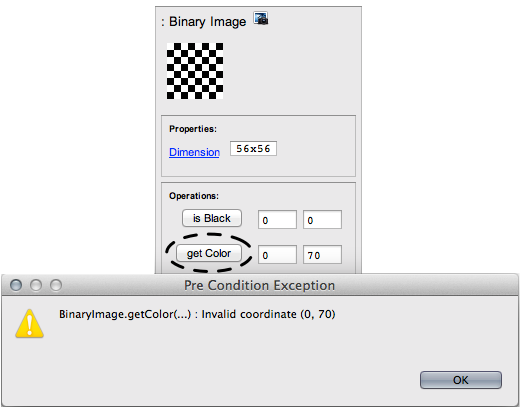 : Binary Image
Properties:
Dimension 56x56
Operations:
is Black 0 0
get Color 0 70
Pre Condition Exception
BinaryImage.getColor(...) : Invalid coordinate (0, 70)
OK